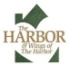 The
HARBOR
& Wings of
The Harbor